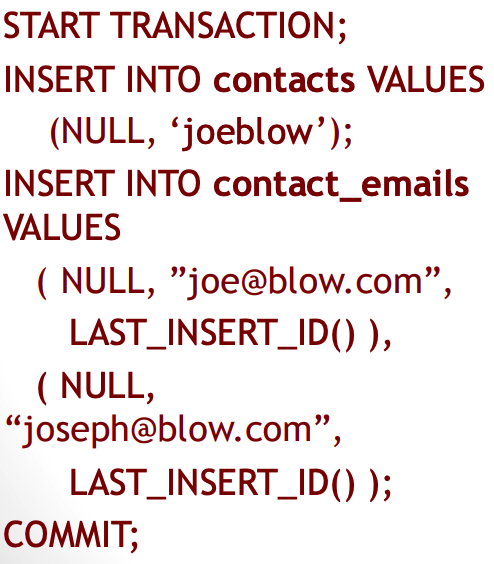 START TRANSACTION;
INSERT INTO contacts VALUES
(NULL, ‘joeblow’);
INSERT INTO contact_emails
VALUES
( NULL, ”joe@blow.com”,
LAST_INSERT_ID() ),
( NULL,
“joseph@blow.com”,
LAST_INSERT_ID() );
COMMIT;